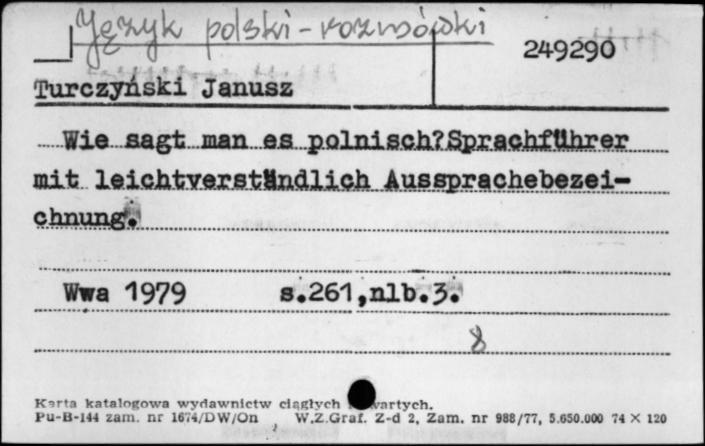 Język polski - rozmówki
249290
Turczyński Janusz
Wie sagt man es polnisch?Sprachführer
mit leichtverständlich Aussprachebezei-
chnung.
Wwa 1979 s.261,nlb.3.
8
Karta katalogowa wydawnictw ciągłych wartych.
Pu-B-144 zam. nr 1674/DW/On W.Z.Graf. Z-d 2, Zam. nr 988/77, 5.650.000 74 X 120